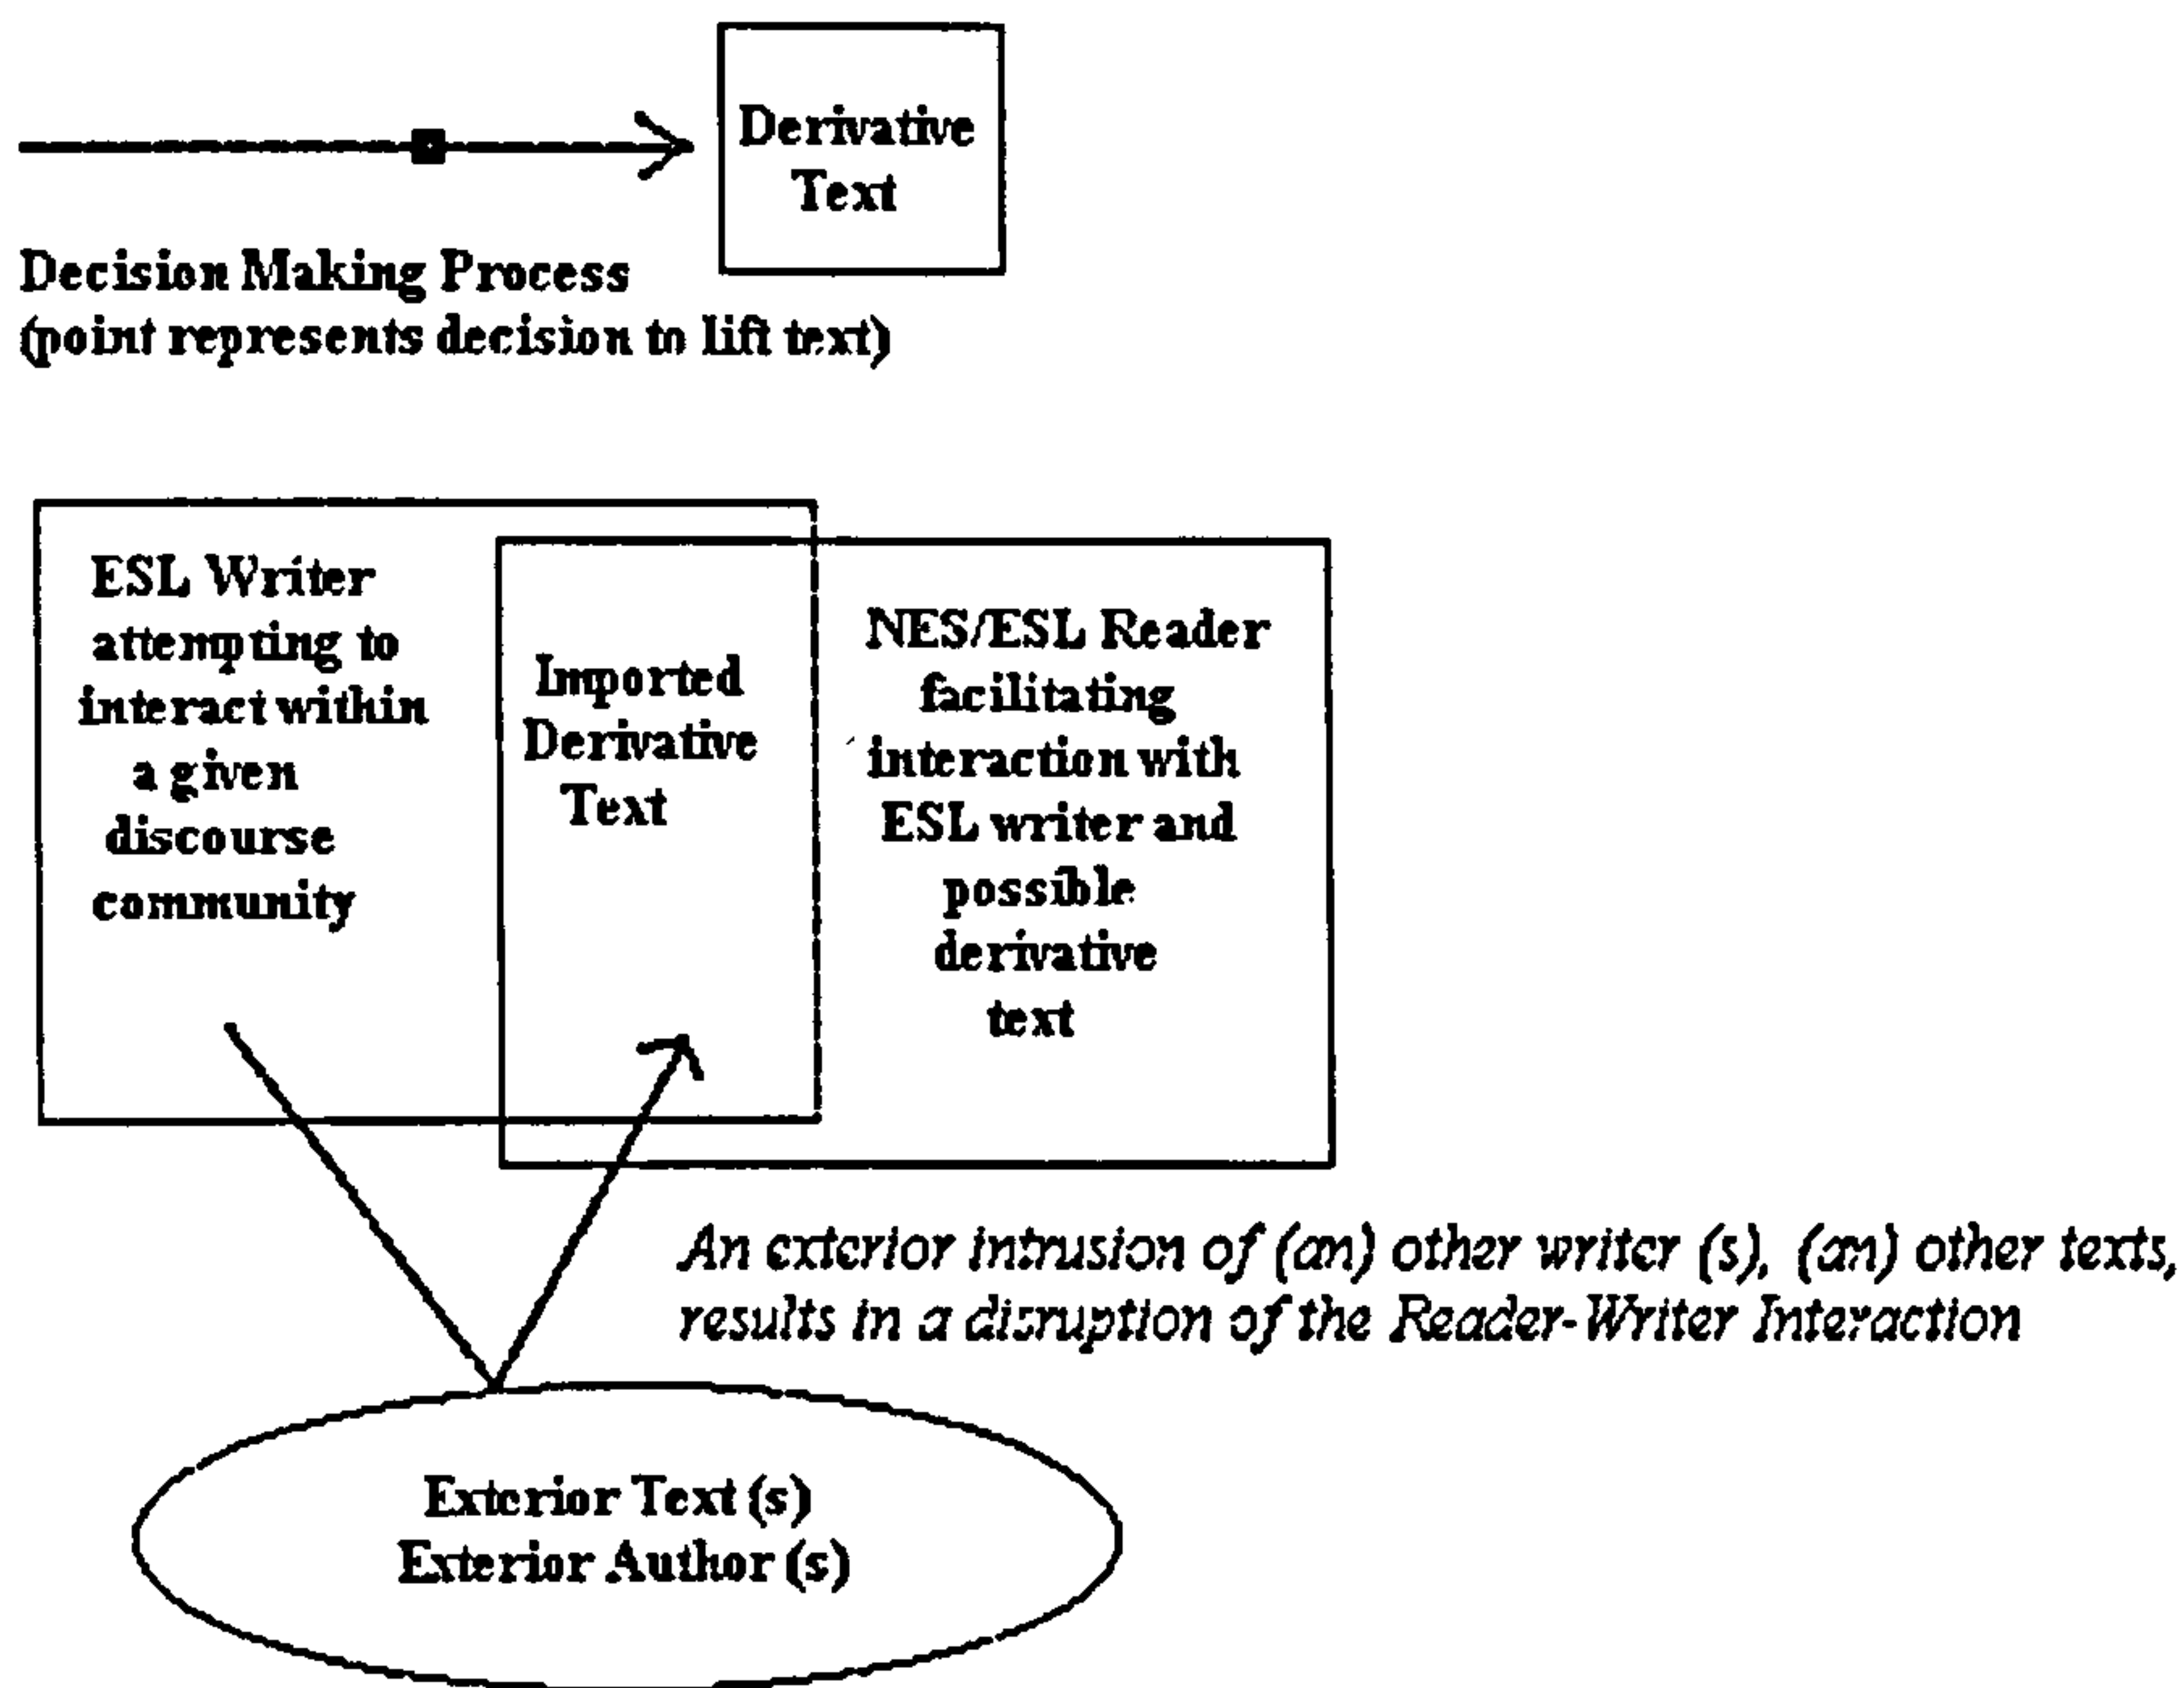 Derivative
Text
Decision Making Process
(point represents decision to lift text)
ESL Writer
attempting to
interact within
a given
discourse
community
Imported
Derivative
Text
NES/ESL Reader
facilitating
interaction with
ESL writer and
possible
derivative
text
An exterior intrusion of (an) other writer (s), (an) other texts,
results in a disruption of the Reader-Writer Interaction
Exterior Text (s)
Exterior Author (s)